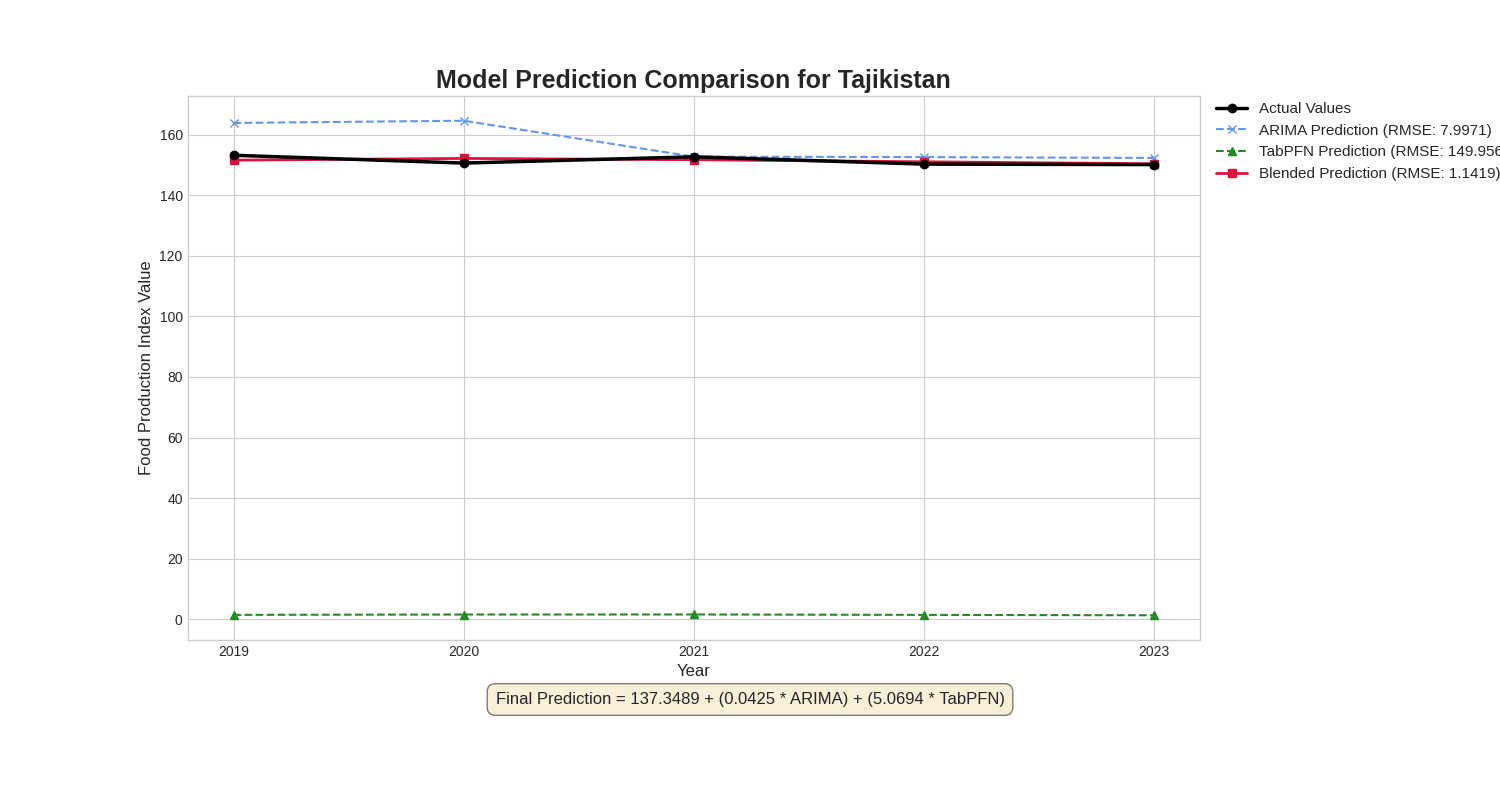 Model Prediction Comparison for Tajikistan
Actual Values
ARIMA Prediction (RMSE: 7.9971)
TabPFN Prediction (RMSE: 149.956
Blended Prediction (RMSE: 1.1419)
Food Production Index Value
160
140
120
100
80
60
40
20
0
2019 2020 2021 2022 2023
Year
Final Prediction = 137.3489 + (0.0425 * ARIMA) + (5.0694 * TabPFN)